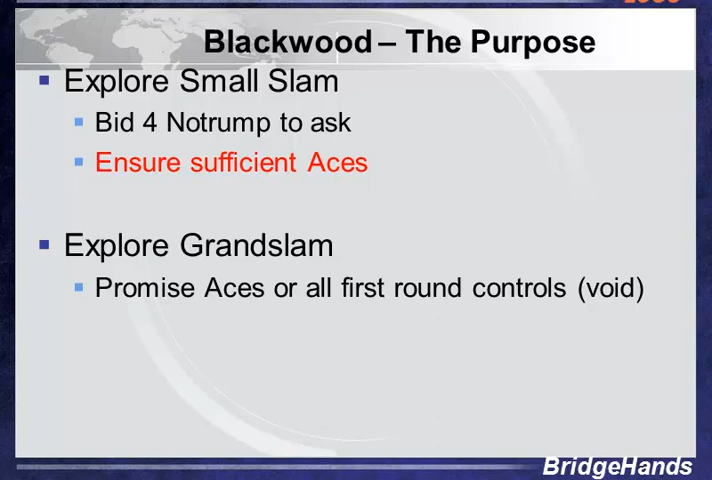 Blackwood – The Purpose
Explore Small Slam
Bid 4 Notrump to ask
Ensure sufficient Aces
Explore Grandslam
Promise Aces or all first round controls (void)
BridgeHands